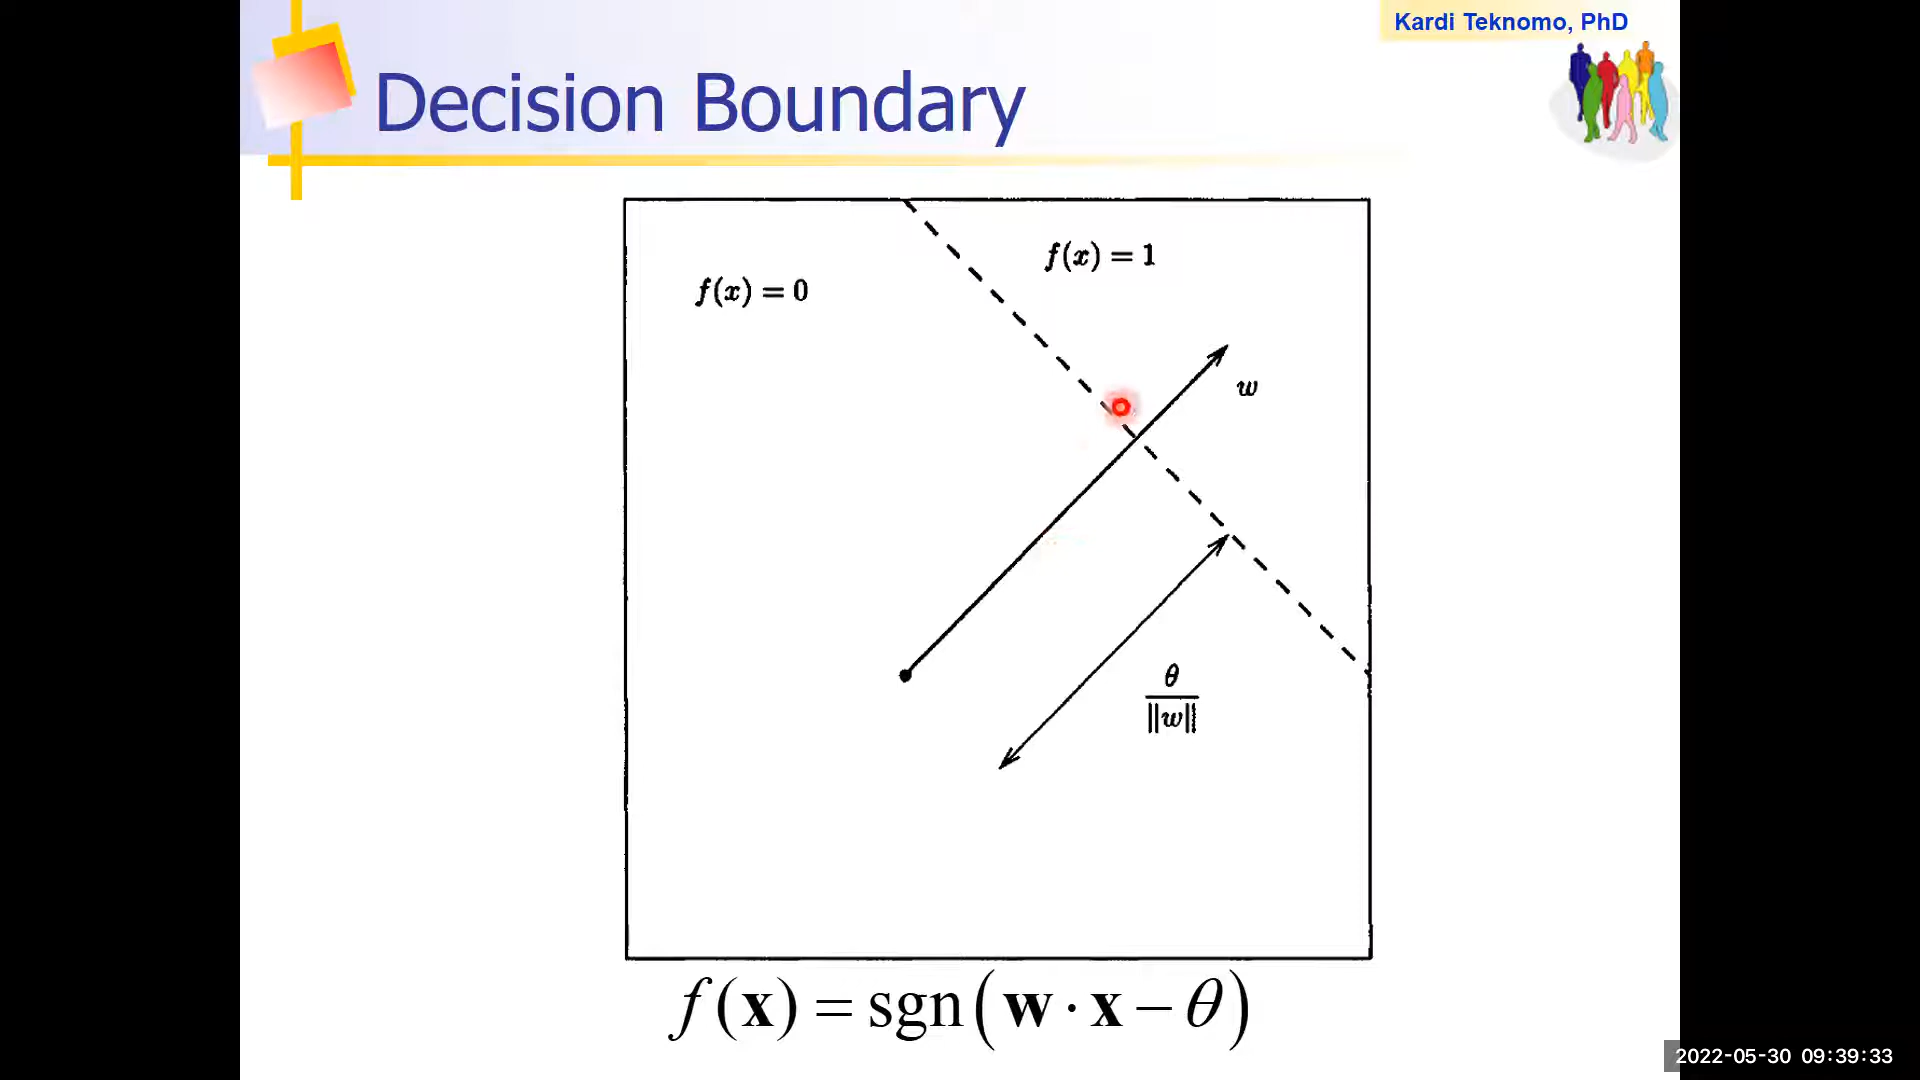 Kardi Teknomo, PhD
Decision Boundary
f(x) = 1
f(x) = 0
w
θ
‖w‖
f(x) = sgn(w · x − θ)
2022-05-30 09:39:33